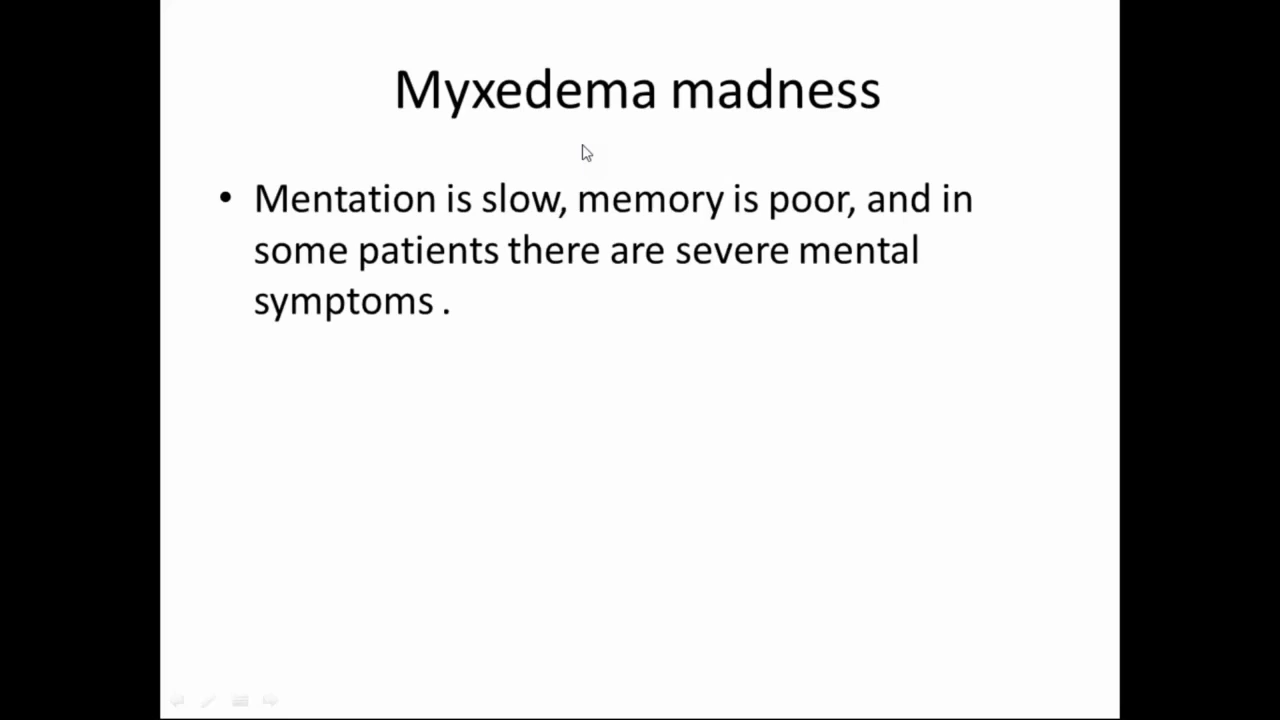 Myxedema madness
• Mentation is slow, memory is poor, and in
some patients there are severe mental
symptoms .